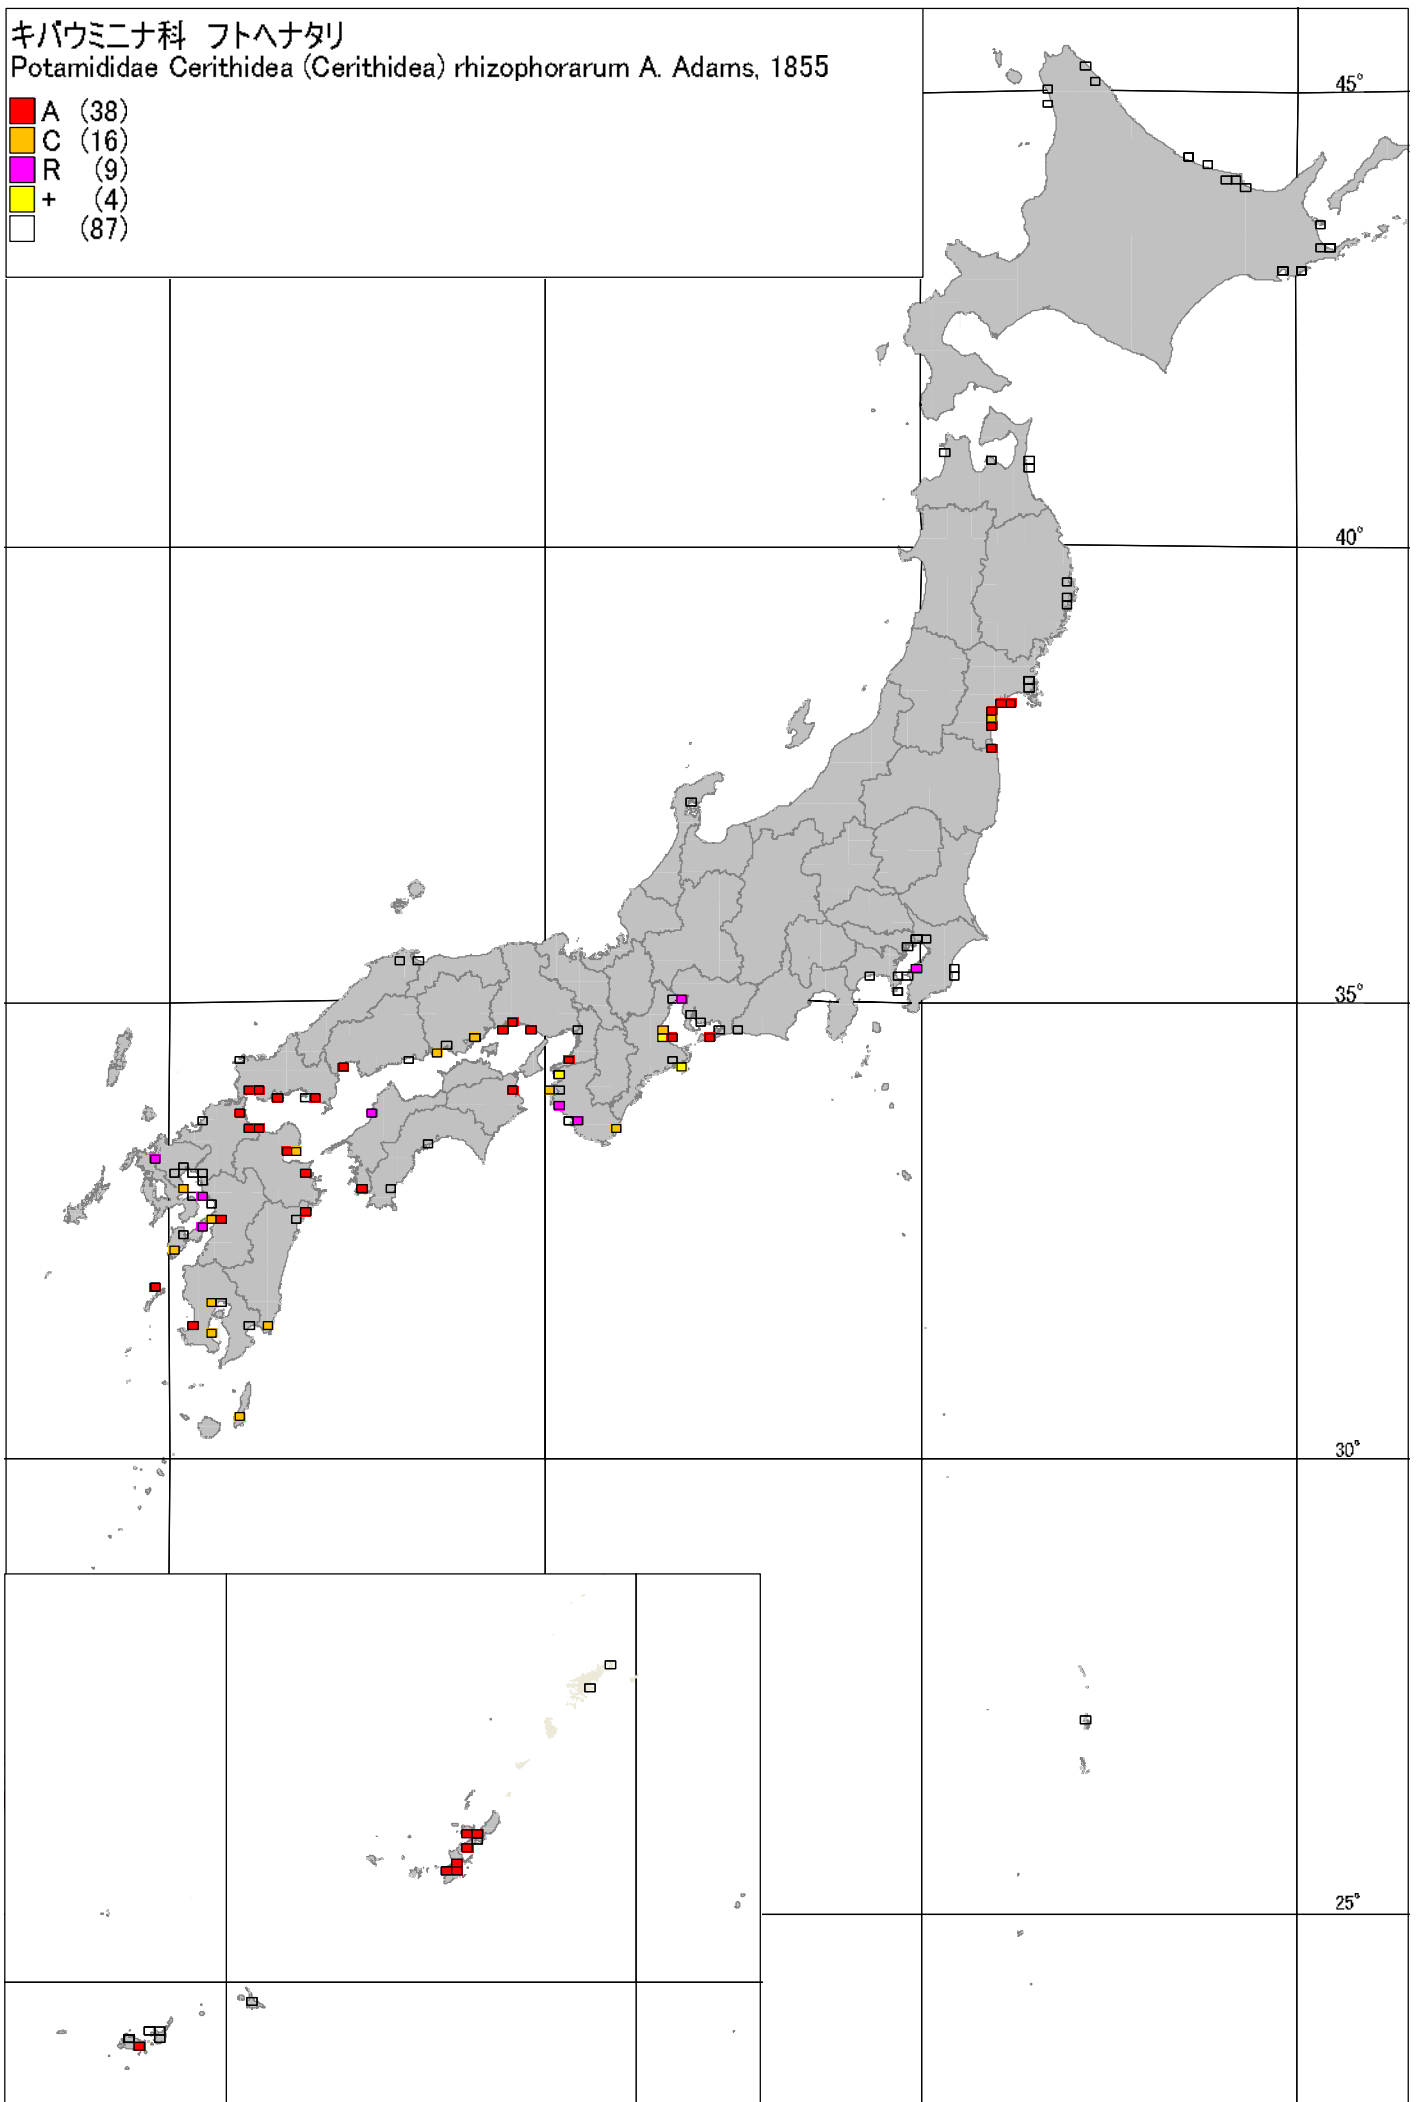 キバウミニナ科　フトヘナタリ
Potamididae Cerithidea (Cerithidea) rhizophorarum A. Adams, 1855
A (38)
C (16)
R (9)
+ (4)
(87)
45°
40°
35°
30°
25°